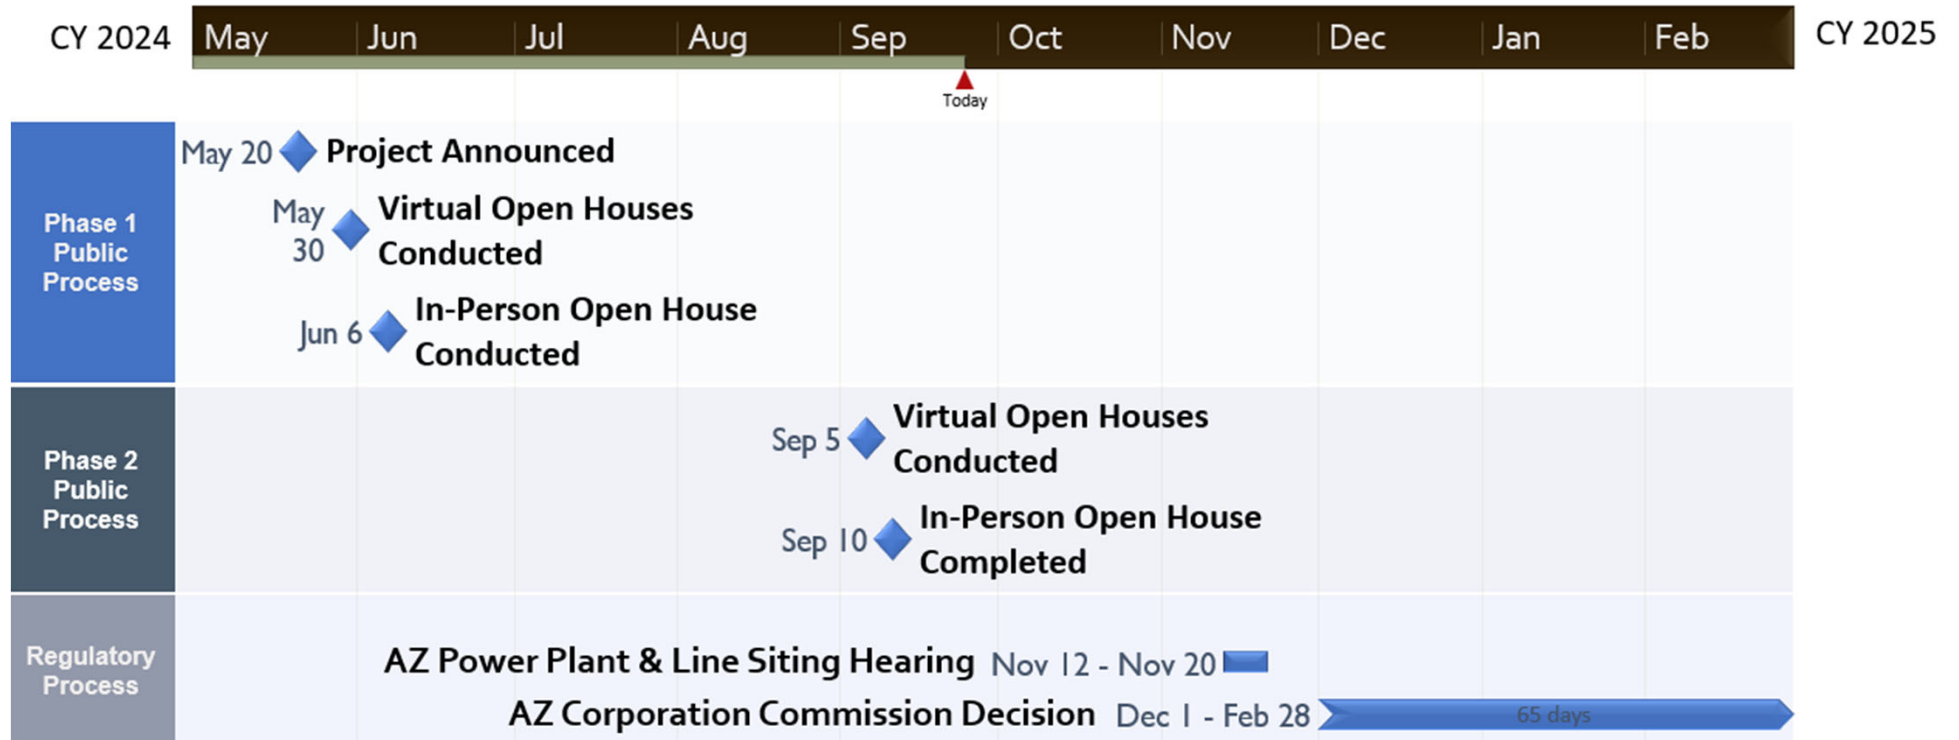 CY 2024 May Jun Jul Aug Sep Oct Nov Dec Jan Feb CY 2025
Today
Phase 1
Public
Process
May 20 Project Announced
May
30
Virtual Open Houses
Conducted
Jun 6
In-Person Open House
Conducted
Phase 2
Public
Process
Sep 5
Virtual Open Houses
Conducted
Sep 10
In-Person Open House
Completed
Regulatory
Process
AZ Power Plant & Line Siting Hearing Nov 12 - Nov 20
AZ Corporation Commission Decision Dec 1 - Feb 28 65 days